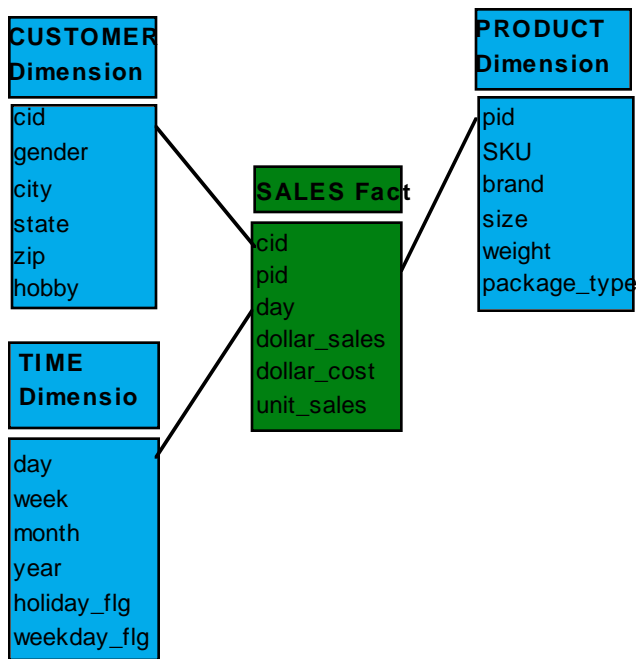 CUSTOMER
Dimension
cid
gender
city
state
zip
hobby
TIME
Dimensio
day
week
month
year
holiday_flg
weekday_flg
SALES Fact
cid
pid
day
dollar_sales
dollar_cost
unit_sales
PRODUCT
Dimension
pid
SKU
brand
size
weight
package_type